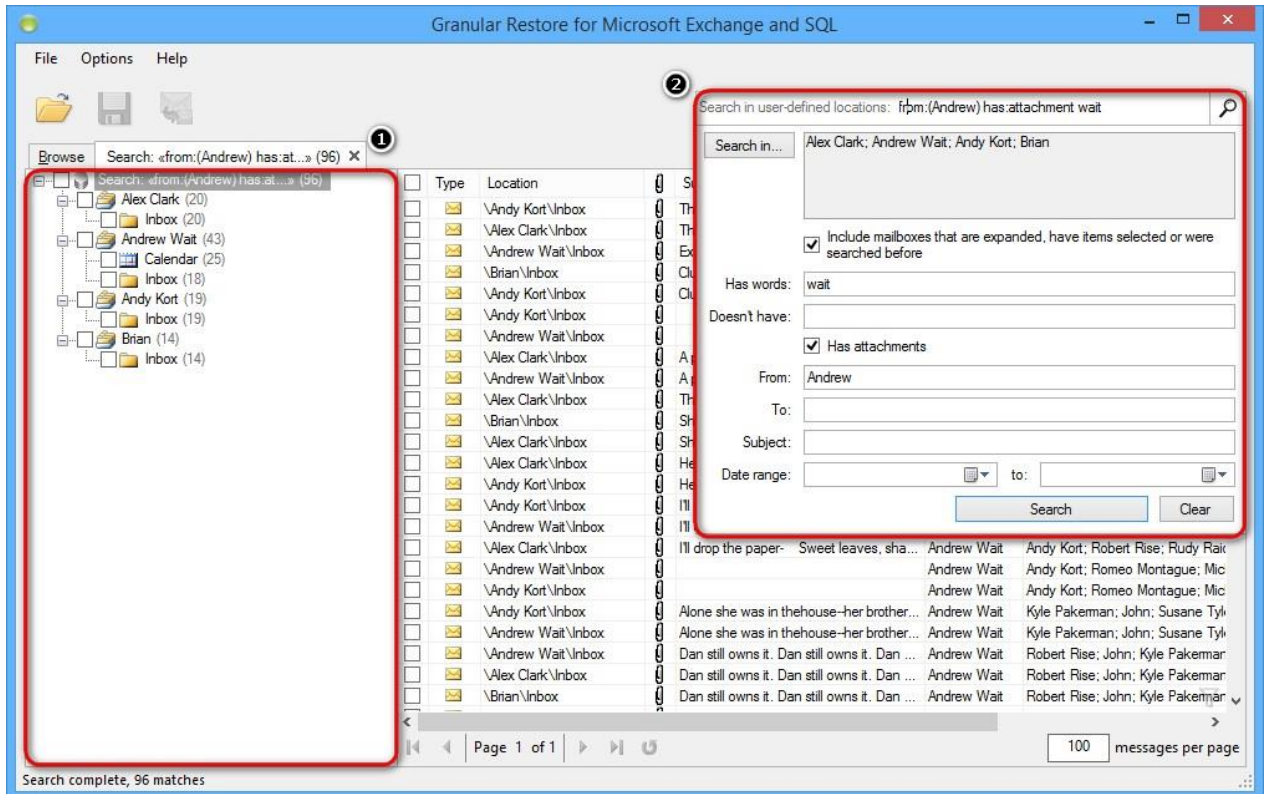 Granular Restore for Microsoft Exchange and SQL
File Options Help
❷
Search in user-defined locations: from:(Andrew) has:attachment wait
❶
Browse Search: «from:(Andrew) has:at...» (96)
Search in... Alex Clark; Andrew Wait; Andy Kort; Brian
Include mailboxes that are expanded, have items selected or were
searched before
Has words: wait
Doesn't have:
Has attachments
From: Andrew
To:
Subject:
Date range: to:
Search Clear
Search: «from:(Andrew) has:at...» (96)
Alex Clark (20)
Inbox (20)
Andrew Wait (43)
Calendar (25)
Inbox (18)
Andy Kort (19)
Inbox (19)
Brian (14)
Inbox (14)
Type Location
\Andy Kort\Inbox
\Alex Clark\Inbox
\Andrew Wait\Inbox
\Brian\Inbox
\Andy Kort\Inbox
\Andy Kort\Inbox
\Andrew Wait\Inbox
\Alex Clark\Inbox
\Andrew Wait\Inbox
\Alex Clark\Inbox
\Brian\Inbox
\Alex Clark\Inbox
\Alex Clark\Inbox
\Andy Kort\Inbox
\Andy Kort\Inbox I'll
\Andrew Wait\Inbox I'll
\Alex Clark\Inbox I'll drop the paper- Sweet leaves, sha... Andrew Wait Andy Kort; Robert Rise; Rudy
\Andrew Wait\Inbox Andrew Wait Andy Kort; Romeo Montague;
\Andy Kort\Inbox Andrew Wait Andy Kort; Romeo Montague;
\Andy Kort\Inbox Alone she was in thehouse--her brother... Andrew Wait Kyle Pakerman; John; Susane
\Andrew Wait\Inbox Alone she was in thehouse--her brother... Andrew Wait Kyle Pakerman; John; Susane
\Andrew Wait\Inbox Dan still owns it. Dan still owns it. Dan ... Andrew Wait Robert Rise; John; Kyle
\Alex Clark\Inbox Dan still owns it. Dan still owns it. Dan ... Andrew Wait Robert Rise; John; Kyle
\Brian\Inbox Dan still owns it. Dan still owns it. Dan ... Andrew Wait Robert Rise; John; Kyle
Page 1 of 1 100 messages per page
Search complete, 96 matches